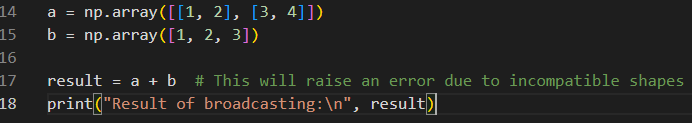 14 a = np.array([[1, 2], [3, 4]])
15 b = np.array([1, 2, 3])
16
17 result = a + b  # This will raise an error due to incompatible shapes
18 print("Result of broadcasting:\n", result)